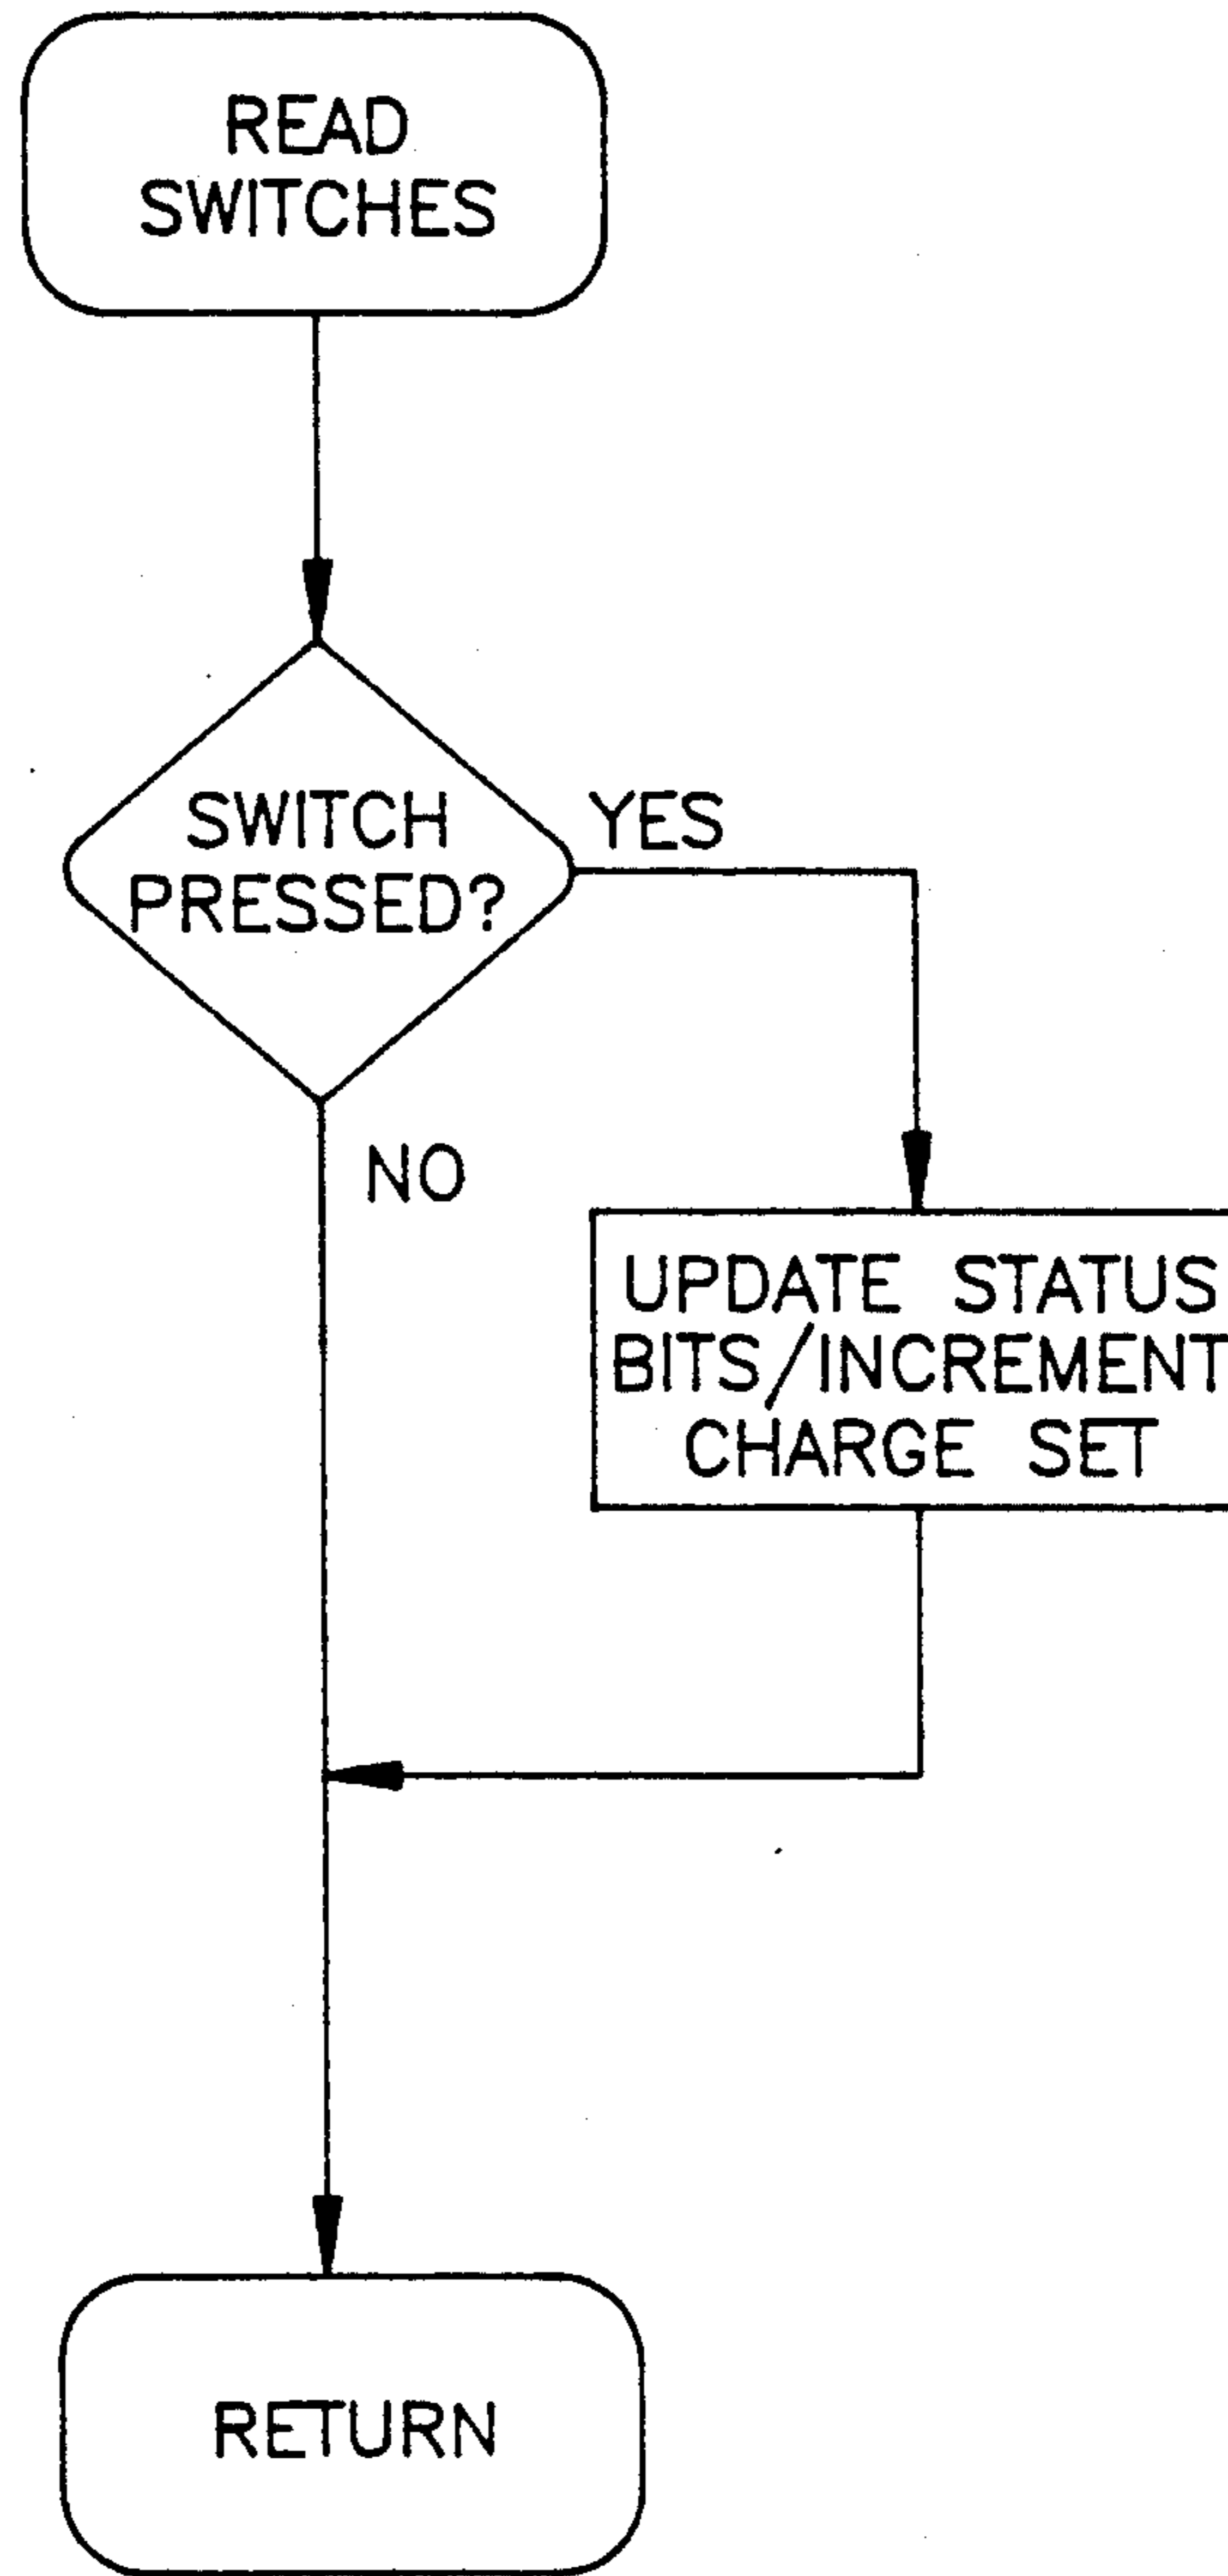 READ
SWITCHES
SWITCH
PRESSED?
YES
NO
UPDATE STATUS
BITS/INCREMENT
CHARGE SET
RETURN